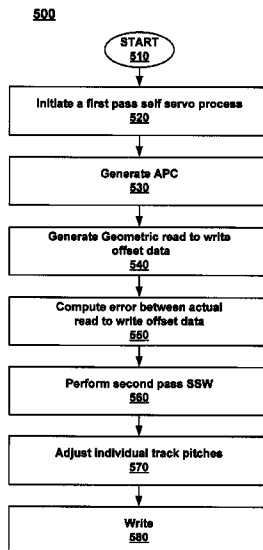 500
START
510
Initiate a first pass self servo process
520
Generate APC
530
Generate Geometric read to write
offset data
540
Compute error between actual
read to write offset data
550
Perform second pass SSW
560
Adjust individual track pitches
570
Write
580